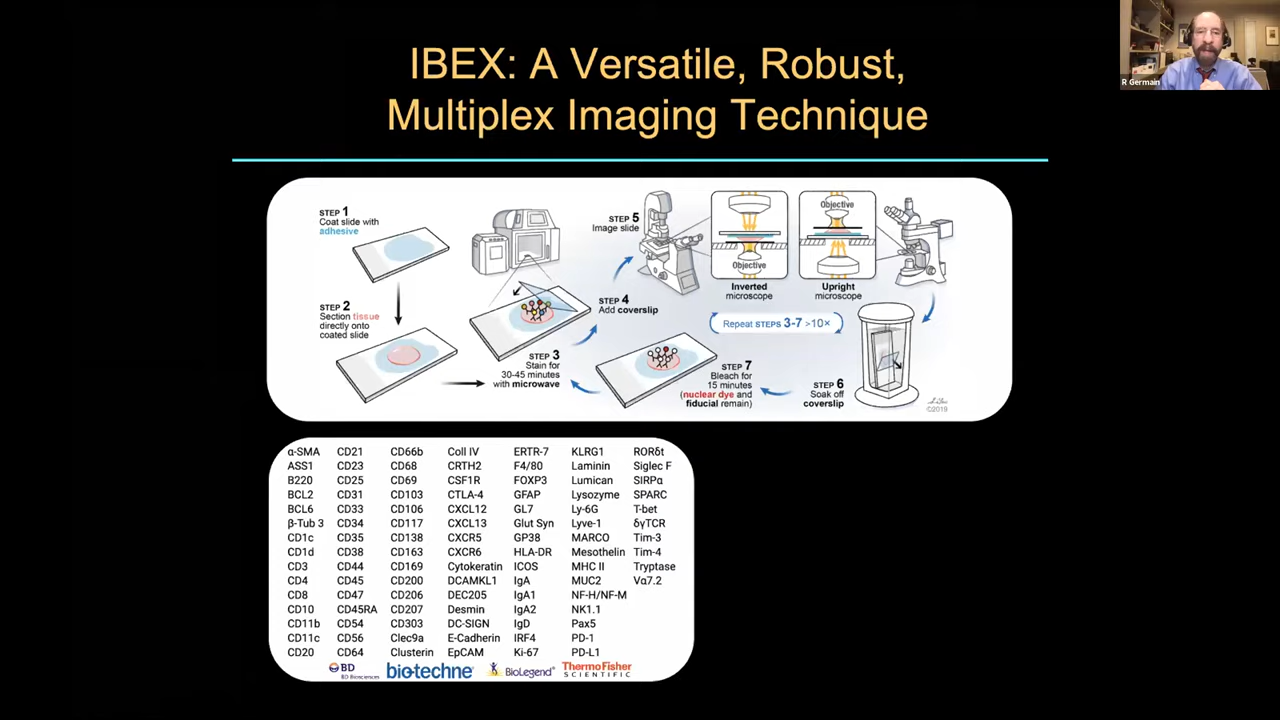 IBEX: A Versatile, Robust,
Multiplex Imaging Technique
R Germain
STEP 1
Coat slide with
adhesive
STEP 2
Section tissue
directly onto
coated slide
STEP 3
Stain for
30-45 minutes
with microwave
STEP 4
Add coverslip
STEP 5
Image slide
Objective
Inverted
microscope
Objective
Upright
microscope
Repeat STEPS 3-7 >10×
STEP 6
Soak off
coverslip
STEP 7
Bleach for
15 minutes
(nuclear dye and
fiducial remain)
©2019
α-SMA CD21 CD66b Coll IV ERTR-7 KLRG1 RORδt
ASS1 CD23 CD68 CRTH2 F4/80 Laminin Siglec F
B220 CD25 CD69 CSF1R FOXP3 Lumican SIRPα
BCL2 CD31 CD103 CTLA-4 GFAP Lysozyme SPARC
BCL6 CD33 CD106 CXCL12 GL7 Ly-6G T-bet
β-Tub 3 CD34 CD117 CXCL13 Glut Syn Lyve-1 δγTCR
CD1c CD35 CD138 CXCR5 GP38 MARCO Tim-3
CD1d CD38 CD163 CXCR6 HLA-DR Mesothelin Tim-4
CD3 CD44 CD169 Cytokeratin ICOS MHC II Tryptase
CD4 CD45 CD200 DCAMKL1 IgA MUC2 Vα7.2
CD8 CD47 CD206 DEC205 IgA1 NF-H/NF-M
CD10 CD45RA CD207 Desmin IgA2 NK1.1
CD11b CD54 CD303 DC-SIGN IgD Pax5
CD11c CD56 Clec9a E-Cadherin IRF4 PD-1
CD20 CD64 Clusterin EpCAM Ki-67 PD-L1
BD
BD Biosciences
bio-techne
BioLegend
ThermoFisher
SCIENTIFIC